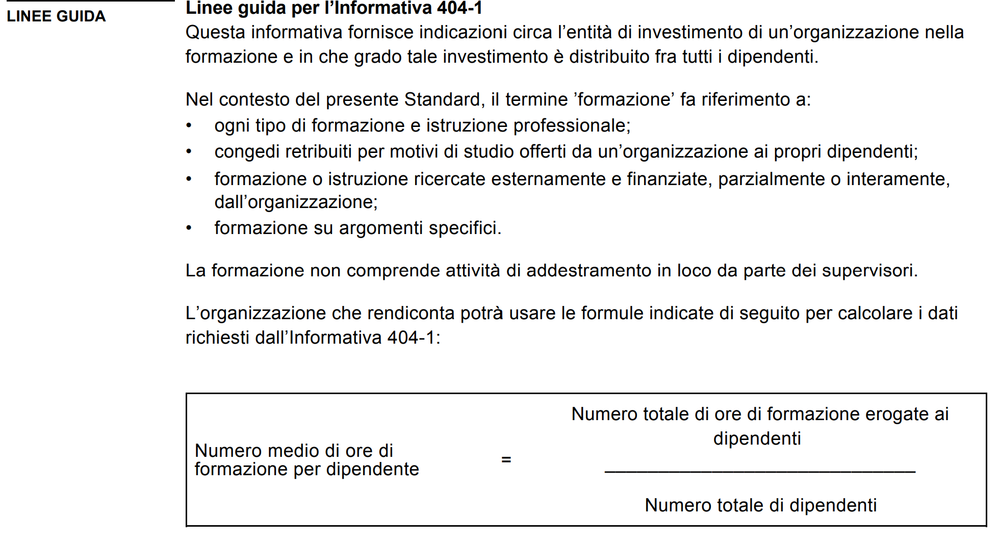 LINEE GUIDA
Linee guida per l’Informativa 404-1
Questa informativa fornisce indicazioni circa l’entità di investimento di un’organizzazione nella
formazione e in che grado tale investimento è distribuito fra tutti i dipendenti.
Nel contesto del presente Standard, il termine ’formazione’ fa riferimento a:
• ogni tipo di formazione e istruzione professionale;
• congedi retribuiti per motivi di studio offerti da un’organizzazione ai propri dipendenti;
• formazione o istruzione ricercate esternamente e finanziate, parzialmente o interamente,
dall’organizzazione;
• formazione su argomenti specifici.
La formazione non comprende attività di addestramento in loco da parte dei supervisori.
L’organizzazione che rendiconta potrà usare le formule indicate di seguito per calcolare i dati
richiesti dall’Informativa 404-1:
Numero medio di ore di
formazione per dipendente
=
Numero totale di ore di formazione erogate ai
dipendenti
Numero totale di dipendenti